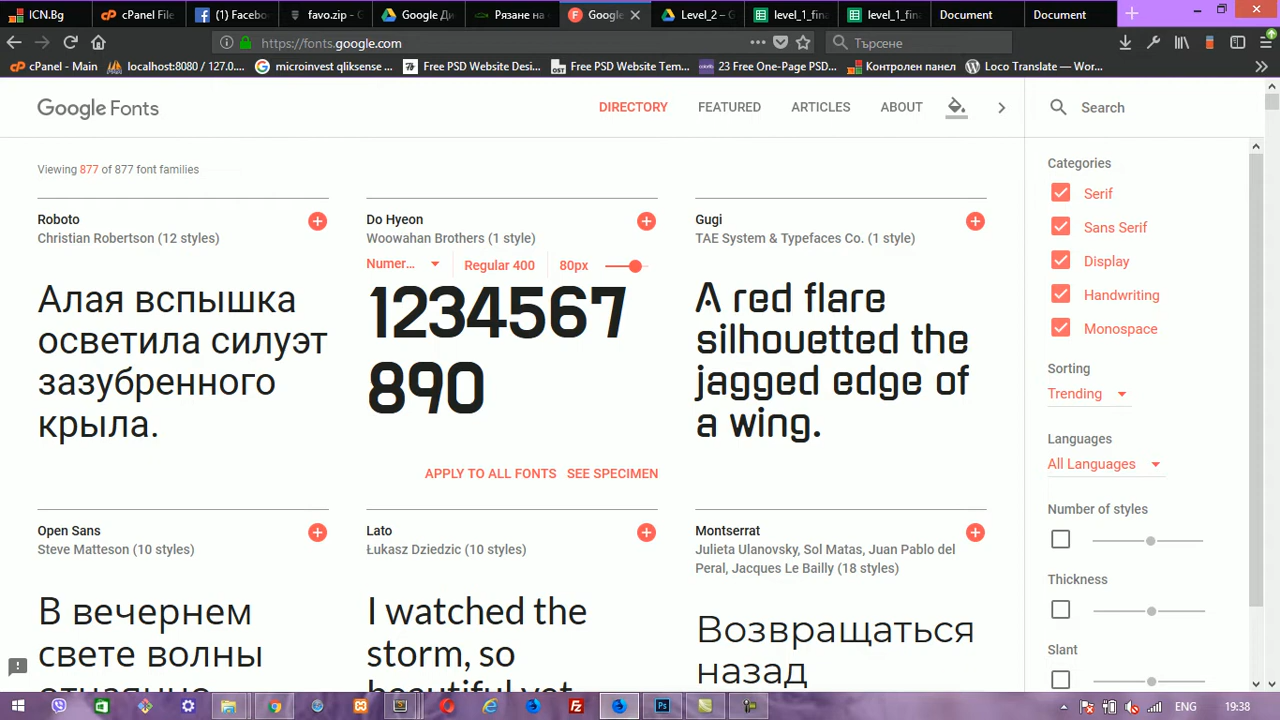 ICN.Bg
cPanel File
(1) Facebo
favo.zip - G
Google Ди
Рязане на
Google
Level_2 – G
level_1_fina
level_1_fina
Document
Document
https://fonts.google.com
Търсене
cPanel - Main
localhost:8080 / 127.0....
microinvest qliksense ...
Free PSD Website Desi...
Free PSD Website Tem...
23 Free One-Page PSD...
Контролен панел
Loco Translate — Wor...
Google Fonts
DIRECTORY
FEATURED
ARTICLES
ABOUT
Search
Viewing 877 of 877 font families
Roboto
Christian Robertson (12 styles)
Алая вспышка
осветила силуэт
зазубренного
крыла.
Do Hyeon
Woowahan Brothers (1 style)
Numer...
Regular 400
80px
1234567
890
APPLY TO ALL FONTS
SEE SPECIMEN
Gugi
TAE System & Typefaces Co. (1 style)
A red flare
silhouetted the
jagged edge of
a wing.
Open Sans
Steve Matteson (10 styles)
В вечернем
свете волны
отчаянно
Lato
Łukasz Dziedzic (10 styles)
I watched the
storm, so
beautiful yet
Montserrat
Julieta Ulanovsky, Sol Matas, Juan Pablo del
Peral, Jacques Le Bailly (18 styles)
Возвращаться
назад
Categories
Serif
Sans Serif
Display
Handwriting
Monospace
Sorting
Trending
Languages
All Languages
Number of styles
Thickness
Slant
ENG
19:38